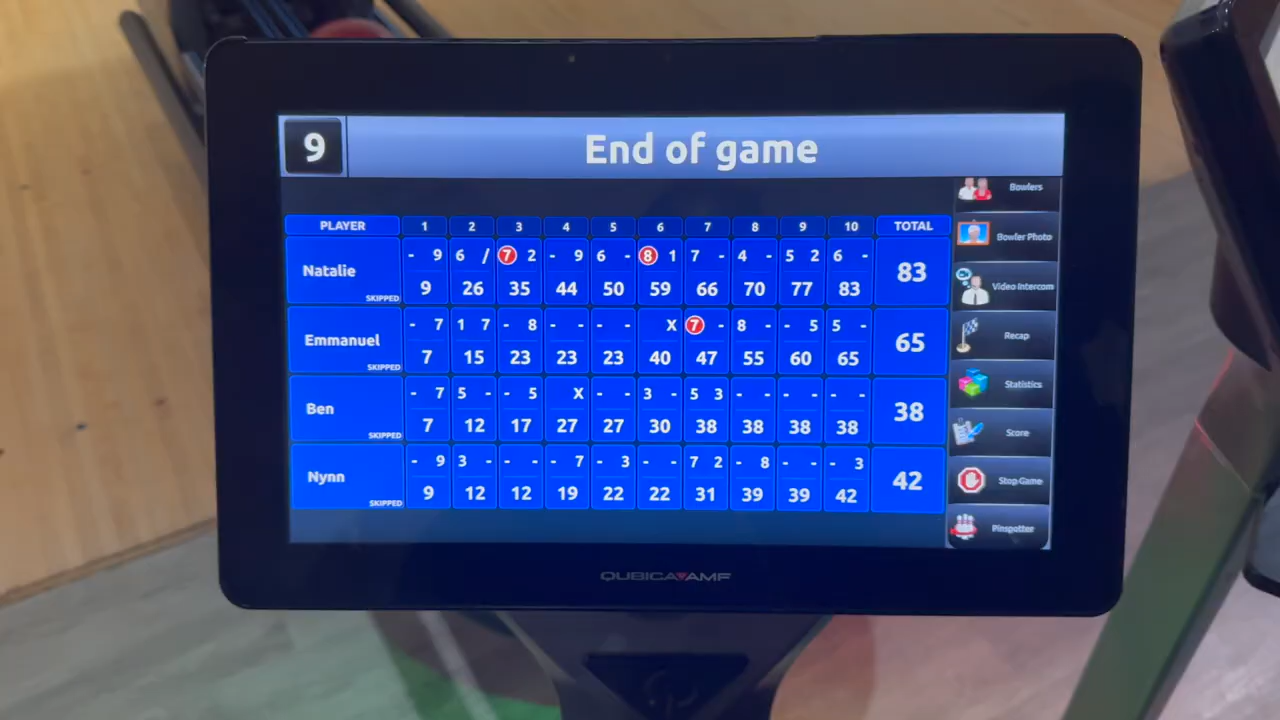 9 End of game
Bowlers
PLAYER 1 2 3 4 5 6 7 8 9 10 TOTAL
Bowler Photo
- 9 6 / 7 2 - 9 6 - 8 1 7 - 4 - 5 2 6 -
Natalie 83
9 26 35 44 50 59 66 70 77 83
SKIPPED
Video Intercom
- 7 1 7 - 8 - - - - X 7 - 8 - - 5 5 -
Emmanuel 65
7 15 23 23 23 40 47 55 60 65
SKIPPED
Recap
Statistics
- 7 5 - - 5 X - - 3 - 5 3 - - - - - -
Ben 38
7 12 17 27 27 30 38 38 38 38
SKIPPED
Score
- 9 3 - - - - 7 - 3 - - 7 2 - 8 - - - 3
Nynn 42
9 12 12 19 22 22 31 39 39 42
SKIPPED
Stop Game
Pinspotter
QUBICAAMF